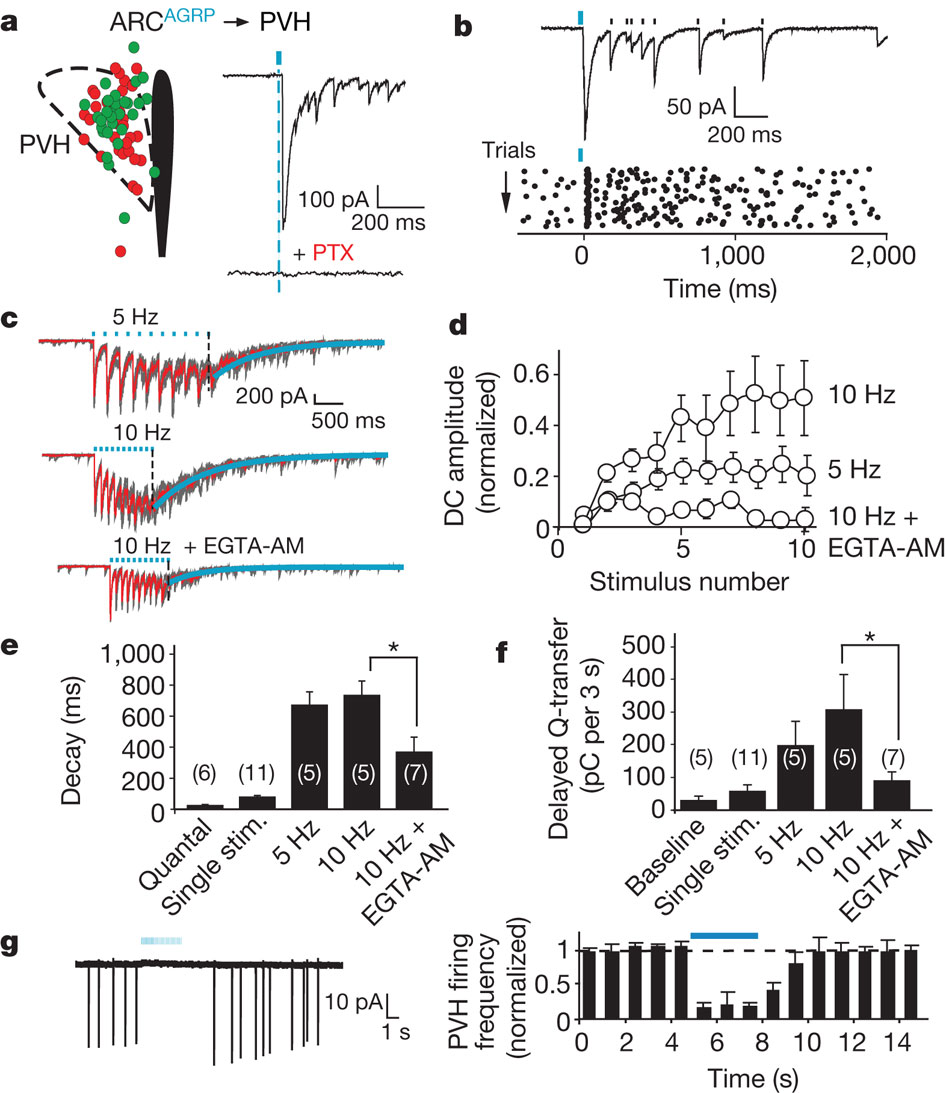 a
ARC^AGRP → PVH
PVH
100 pA
200 ms
+ PTX
b
50 pA
200 ms
Trials
0 1,000 2,000
Time (ms)
c
5 Hz
200 pA
500 ms
10 Hz
10 Hz + EGTA-AM
d
DC amplitude
(normalized)
0.6
0.4
0.2
0
0 5 10
10 Hz
5 Hz
10 Hz +
EGTA-AM
Stimulus number
e
Decay (ms)
1,000
800
600
400
200
0
(6) (11) (5) (5) (7)
Quantal
Single stim.
5 Hz
10 Hz
10 Hz +
EGTA-AM
*
f
Delayed Q-transfer
(pC per 3 s)
500
400
300
200
100
0
(5) (11) (5) (5) (7)
Baseline
Single stim.
5 Hz
10 Hz
10 Hz +
EGTA-AM
*
g
10 pA
1 s
PVH firing
frequency
(normalized)
1
0.5
0
0 2 4 6 8 10 12 14
Time (s)